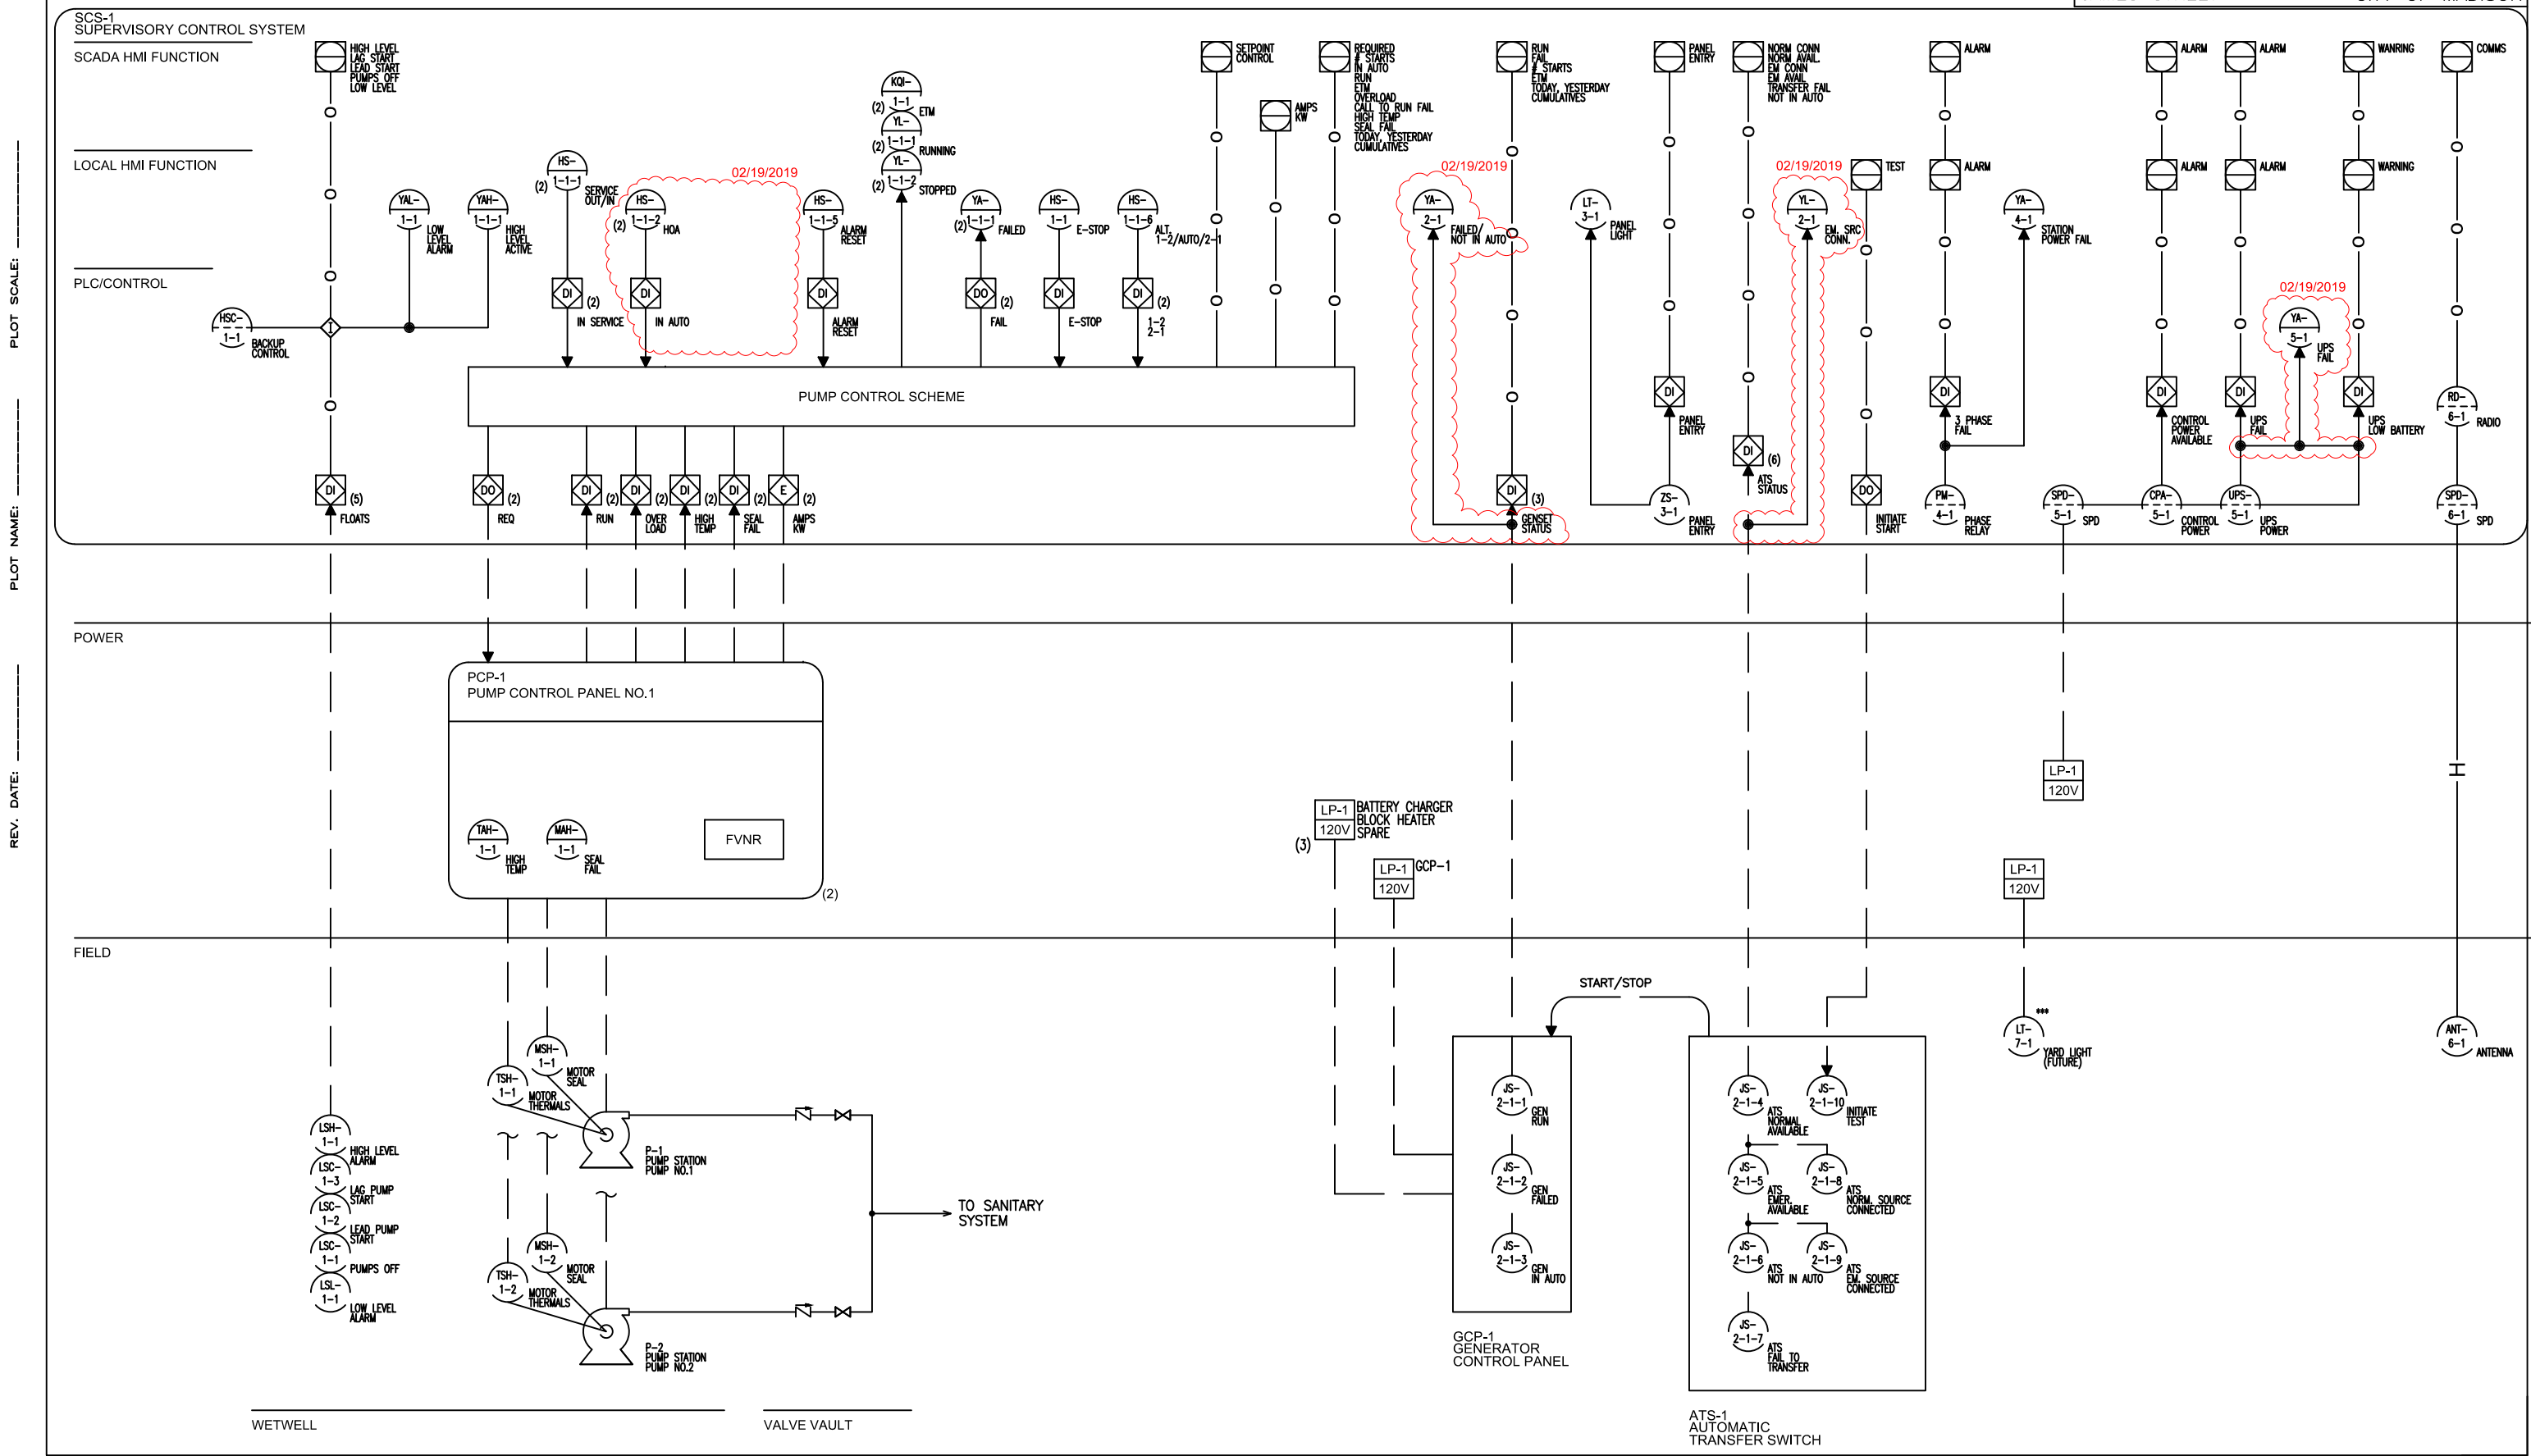 SCS-1
SUPERVISORY CONTROL SYSTEM
SCADA HMI FUNCTION
HIGH LEVEL
LAG START
LEAD START
PUMPS OFF
LOW LEVEL
KQI-
1-1
(2)
ETM
YL-
1-1-1
(2)
RUNNING
YL-
1-1-2
(2)
STOPPED
SETPOINT
CONTROL
AMPS
KW
REQUIRED
# STARTS
IN AUTO
RUN
ETM
OVERLOAD
CALL TO RUN FAIL
HIGH TEMP
SEAL FAIL
TODAY, YESTERDAY
CUMULATIVES
RUN
FAIL
# STARTS
ETM
TODAY, YESTERDAY
CUMULATIVES
PANEL
ENTRY
NORM CONN
NORM AVAIL.
EM CONN
EM AVAIL
TRANSFER FAIL
NOT IN AUTO
ALARM
ALARM
ALARM
WANRING
COMMS
LOCAL HMI FUNCTION
YAL-
1-1
LOW
LEVEL
ALARM
YAH-
1-1-1
HIGH
LEVEL
ACTIVE
HS-
1-1-1
(2)
SERVICE
OUT/IN
02/19/2019
HS-
1-1-2
(2)
HOA
HS-
1-1-5
ALARM
RESET
YA-
1-1-1
(2)
FAILED
HS-
1-1
E-STOP
HS-
1-1-6
ALT.
1-2/AUTO/2-1
02/19/2019
YA-
2-1
FAILED/
NOT IN AUTO
LT-
3-1
PANEL
LIGHT
02/19/2019
YL-
2-1
EM. SRC
CONN.
TEST
ALARM
YA-
4-1
STATION
POWER FAIL
ALARM
ALARM
WARNING
PLC/CONTROL
HSC-
1-1
BACKUP
CONTROL
I
DI
(2)
IN SERVICE
DI
IN AUTO
DI
ALARM
RESET
DO
(2)
FAIL
DI
E-STOP
DI
(2)
1-2
2-1
02/19/2019
YA-
5-1
UPS
FAIL
PUMP CONTROL SCHEME
DI
PANEL
ENTRY
DI
3 PHASE
FAIL
DI
CONTROL
POWER
AVAILABLE
DI
UPS
FAIL
DI
UPS
LOW BATTERY
RD-
6-1
RADIO
DI
(5)
FLOATS
DO
(2)
REQ
DI
(2)
RUN
DI
(2)
OVER
LOAD
DI
(2)
HIGH
TEMP
DI
(2)
SEAL
FAIL
E
(2)
AMPS
KW
DI
(3)
GENSET
STATUS
ZS-
3-1
PANEL
ENTRY
DI
(6)
ATS
STATUS
DO
INITIATE
START
PM-
4-1
PHASE
RELAY
SPD-
5-1
SPD
CPA-
5-1
CONTROL
POWER
UPS-
5-1
UPS
POWER
SPD-
6-1
SPD
POWER
PCP-1
PUMP CONTROL PANEL NO.1
TAH-
1-1
HIGH
TEMP
MAH-
1-1
SEAL
FAIL
FVNR
(2)
LP-1
120V
(3)
BATTERY CHARGER
BLOCK HEATER
SPARE
LP-1
120V
GCP-1
LP-1
120V
LP-1
120V
H
FIELD
LSH-
1-1
HIGH LEVEL
ALARM
LSC-
1-3
LAG PUMP
START
LSC-
1-2
LEAD PUMP
START
LSC-
1-1
PUMPS OFF
LSL-
1-1
LOW LEVEL
ALARM
MSH-
1-1
MOTOR
SEAL
TSH-
1-1
MOTOR
THERMALS
P-1
PUMP STATION
PUMP NO.1
MSH-
1-2
MOTOR
SEAL
TSH-
1-2
MOTOR
THERMALS
P-2
PUMP STATION
PUMP NO.2
TO SANITARY
SYSTEM
START/STOP
JS-
2-1-1
GEN
RUN
JS-
2-1-2
GEN
FAILED
JS-
2-1-3
GEN
IN AUTO
GCP-1
GENERATOR
CONTROL PANEL
JS-
2-1-4
ATS
NORMAL
AVAILABLE
JS-
2-1-10
INITIATE
TEST
JS-
2-1-5
ATS
EMER.
AVAILABLE
JS-
2-1-8
ATS
NORM. SOURCE
CONNECTED
JS-
2-1-6
ATS
NOT IN AUTO
JS-
2-1-9
ATS
EM. SOURCE
CONNECTED
JS-
2-1-7
ATS
FAIL TO
TRANSFER
ATS-1
AUTOMATIC
TRANSFER SWITCH
LT-
7-1
***
YARD LIGHT
(FUTURE)
ANT-
6-1
ANTENNA
WETWELL
VALVE VAULT
PLOT SCALE:
PLOT NAME:
REV. DATE: